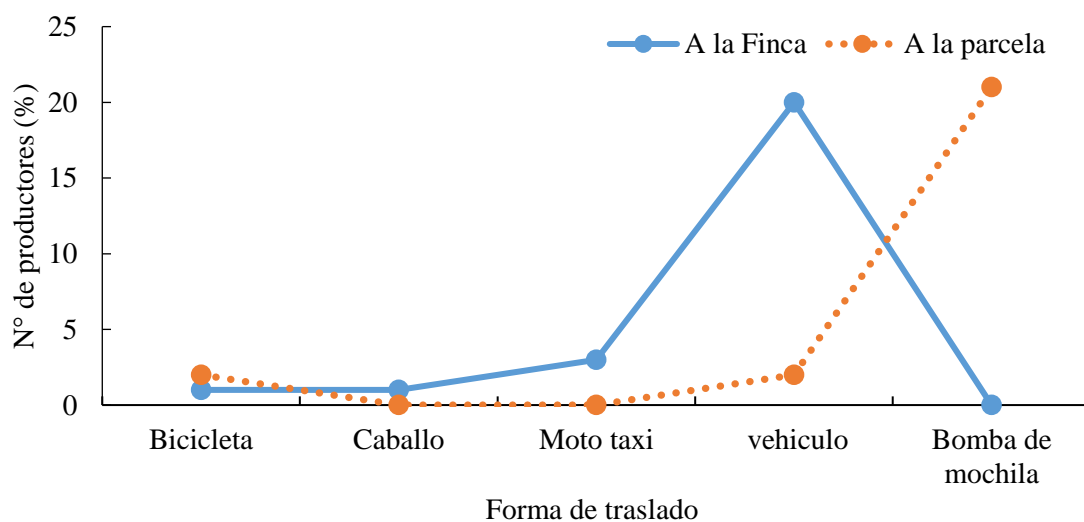 A la Finca
A la parcela
25
20
15
10
5
0
N° de productores (%)
Bicicleta
Caballo
Moto taxi
vehiculo
Bomba de
mochila
Forma de traslado